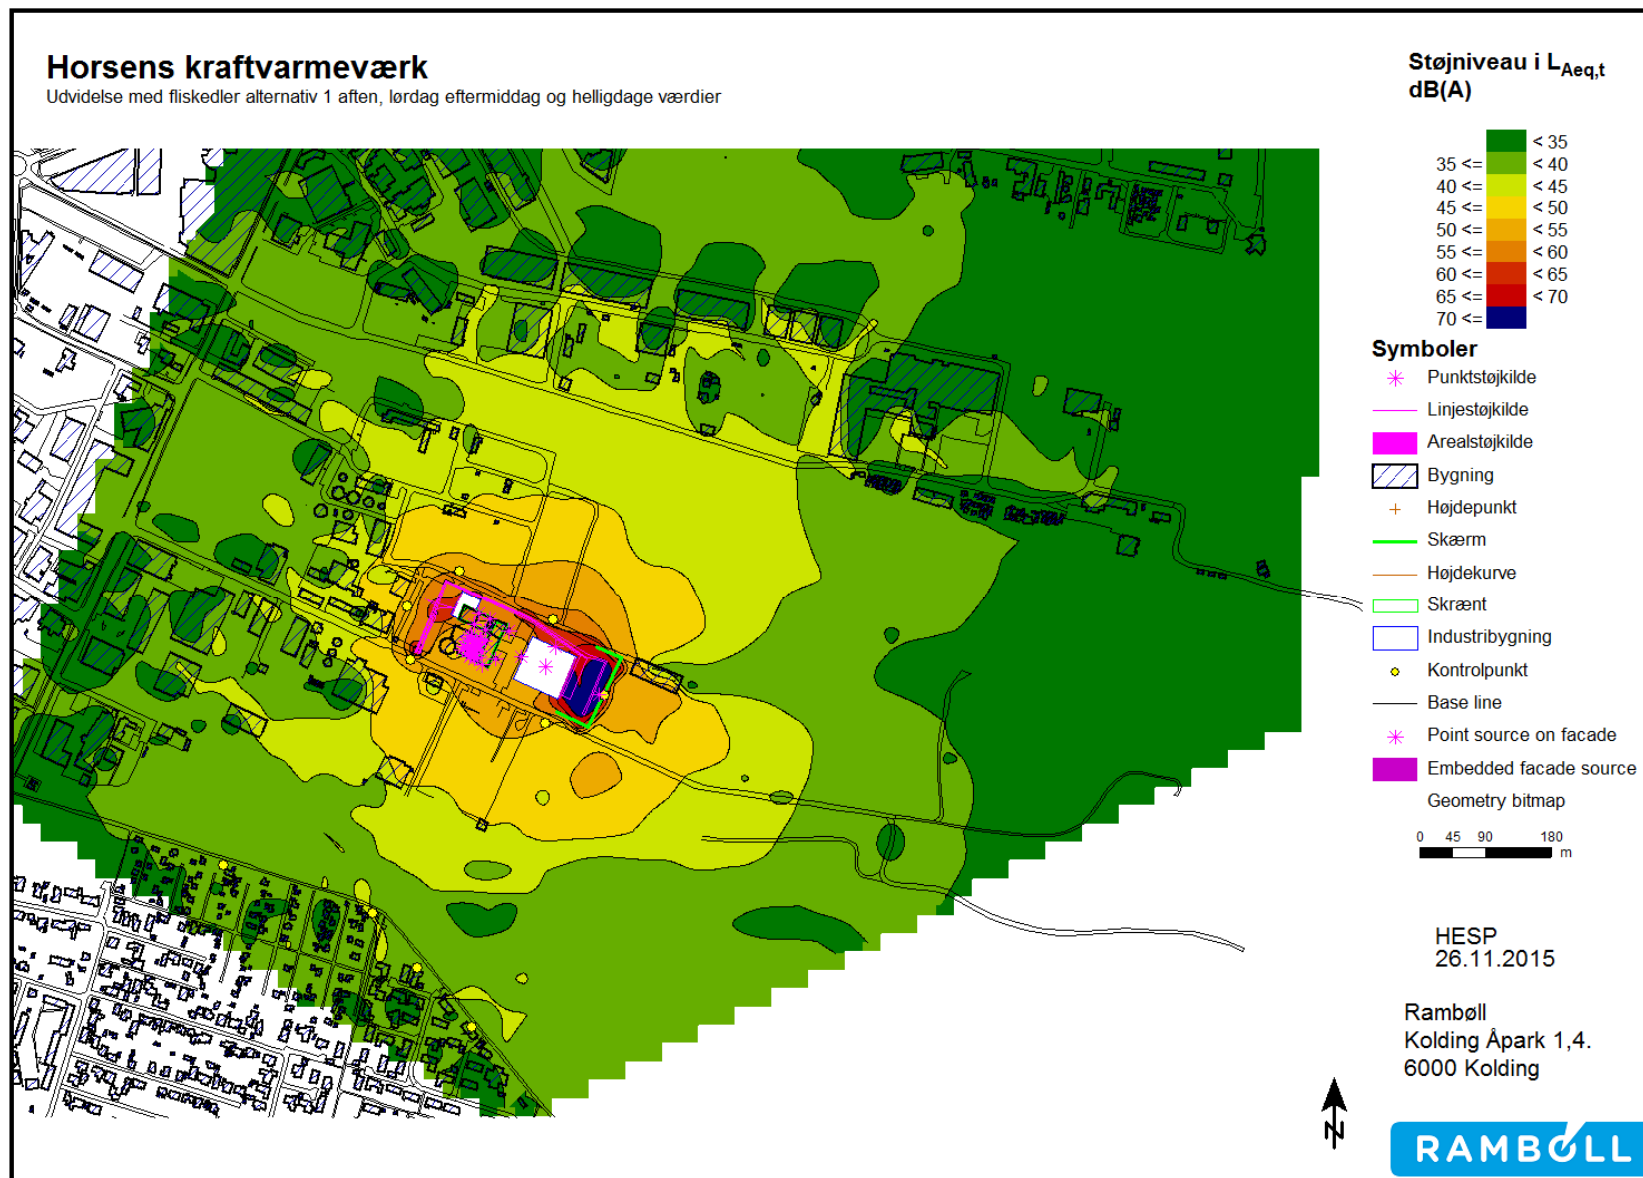 Horsens kraftvarmeværk
Udvidelse med fliskedler alternativ 1 aften, lørdag eftermiddag og helligdage værdier
Støjniveau i LAeq,t
dB(A)
< 35
35 <= < 40
40 <= < 45
45 <= < 50
50 <= < 55
55 <= < 60
60 <= < 65
65 <= < 70
70 <=
Symboler
Punktstøjkilde
Linjestøjkilde
Arealstøjkilde
Bygning
Højdepunkt
Skærm
Højdekurve
Skrænt
Industribygning
Kontrolpunkt
Base line
Point source on facade
Embedded facade source
Geometry bitmap
0 45 90 180
m
HESP
26.11.2015
Rambøll
Kolding Åpark 1,4.
6000 Kolding
N
RAMBOLL